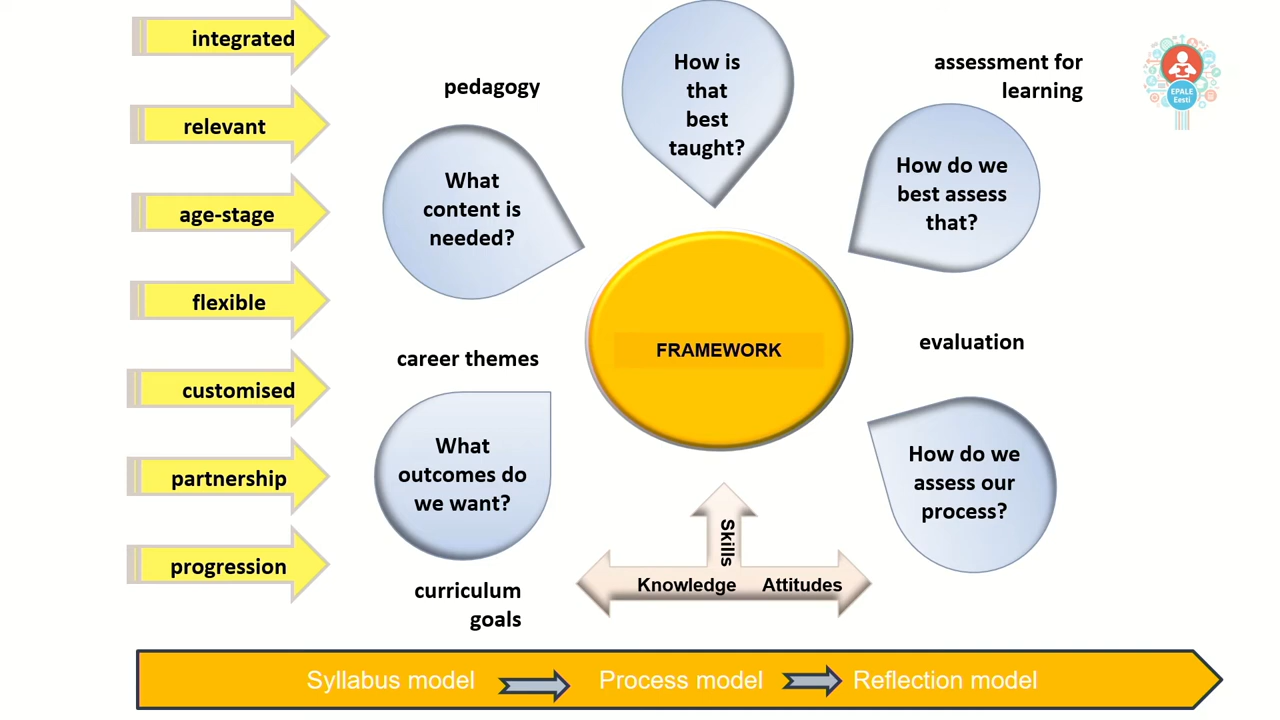 integrated
relevant
age-stage
flexible
customised
partnership
progression
pedagogy
What
content is
needed?
career themes
What
outcomes do
we want?
curriculum
goals
How is
that
best
taught?
FRAMEWORK
Skills
Knowledge
Attitudes
assessment for
learning
How do we
best assess
that?
evaluation
How do we
assess our
process?
EPALE
Eesti
Syllabus model
Process model
Reflection model